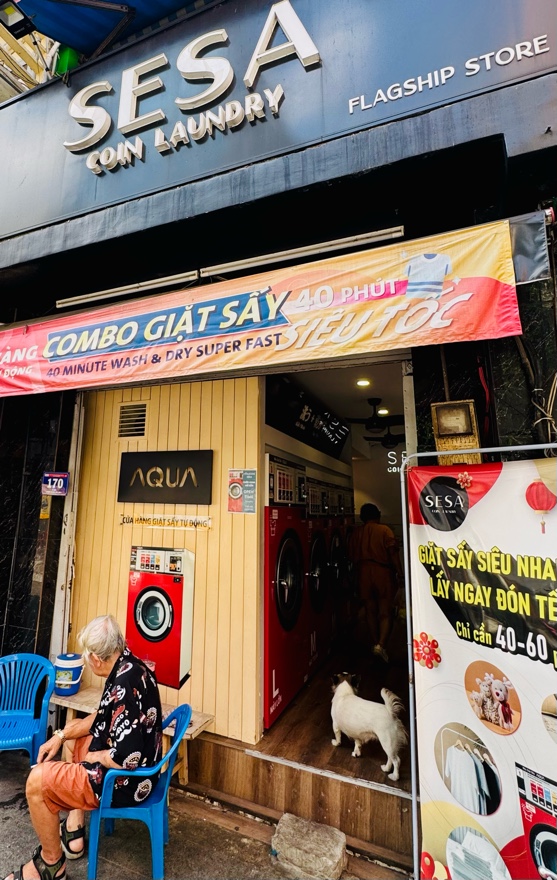 SESA
COIN LAUNDRY
FLAGSHIP STORE
COMBO GIẶT SẤY 40 PHÚT
40 MINUTE WASH & DRY SUPER FAST
SIÊU TỐC
170
AQUA
CỬA HÀNG GIẶT SẤY TỰ ĐỘNG
L
SESA
COIN LAUNDRY
GIẶT SẤY SIÊU NHA
LẤY NGAY ĐÓN TẾ
Chỉ cần 40-60